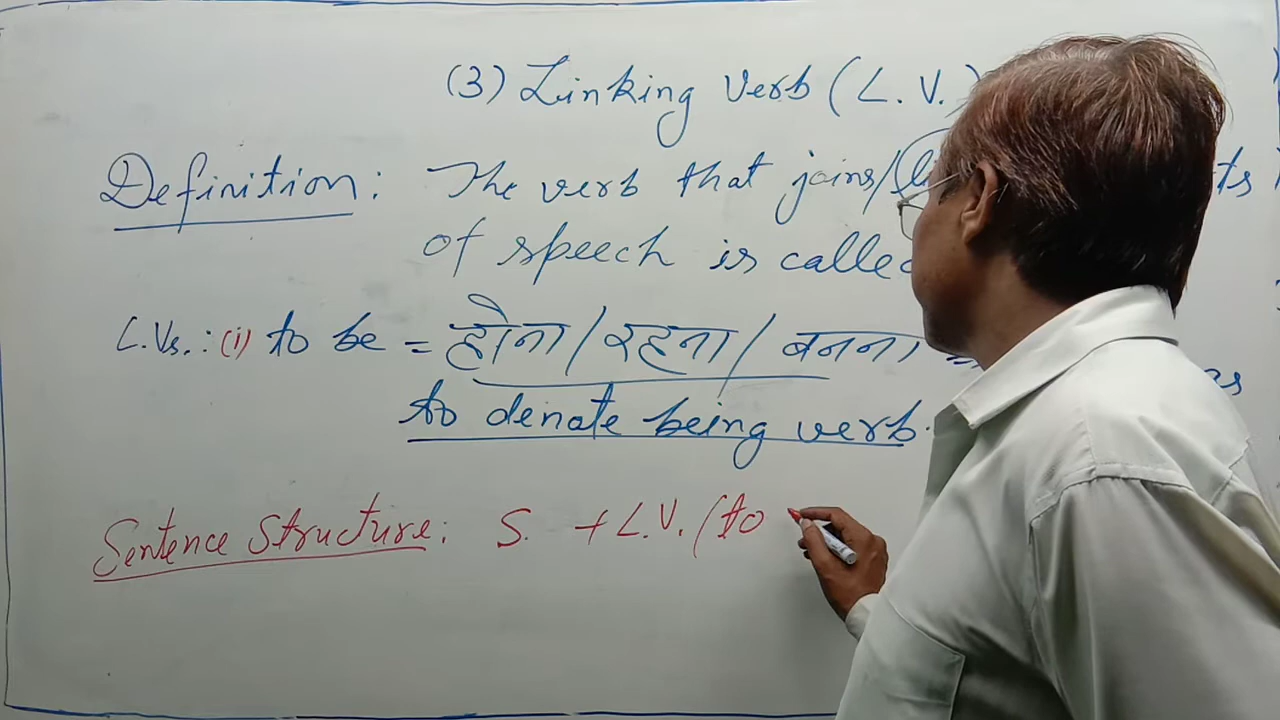 (3) Linking Verb (L.V.)
Definition: The verb that joins/
of speech is called
L.Vs.: (i) to be = होना/रहना/बनना
to denote being verb.
Sentence Structure: S. + L.V. (to